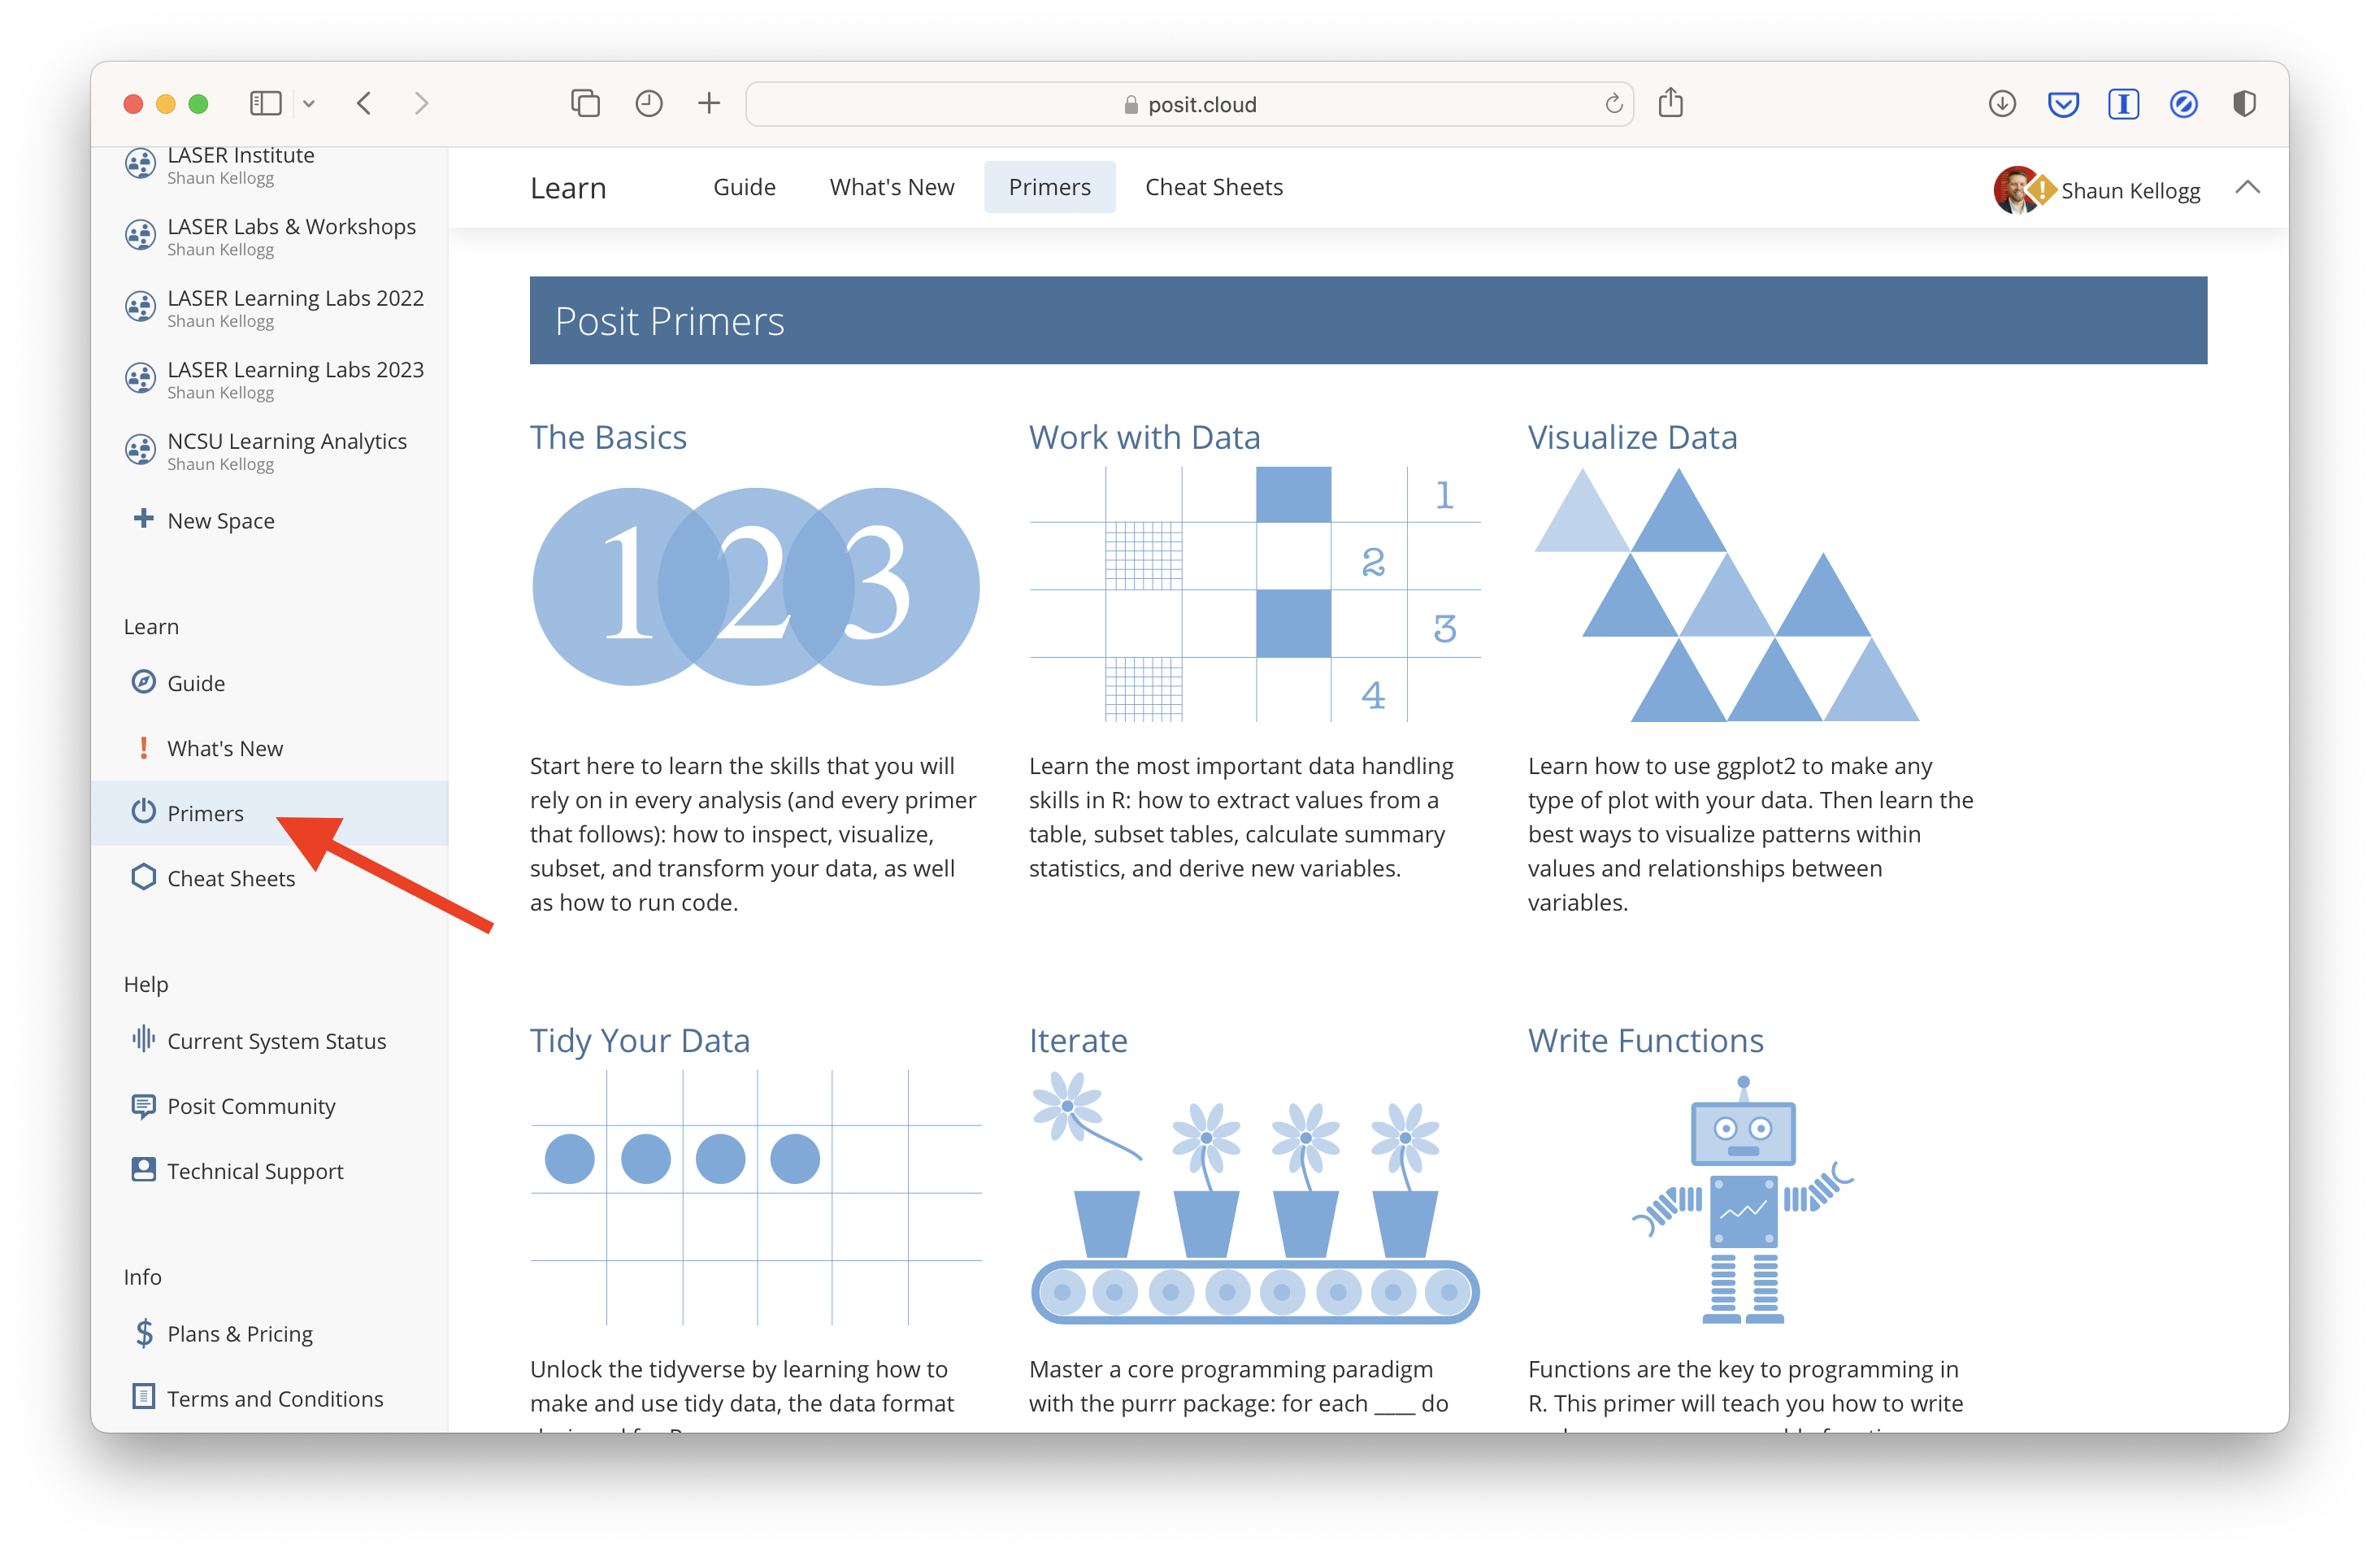 posit.cloud
LASER Institute
Shaun Kellogg
LASER Labs & Workshops
Shaun Kellogg
LASER Learning Labs 2022
Shaun Kellogg
LASER Learning Labs 2023
Shaun Kellogg
NCSU Learning Analytics
Shaun Kellogg
New Space
Learn
Guide
What's New
Primers
Cheat Sheets
Help
Current System Status
Posit Community
Technical Support
Info
Plans & Pricing
Terms and Conditions
Learn
Guide
What's New
Primers
Cheat Sheets
Shaun Kellogg
Posit Primers
The Basics
1 2 3
Start here to learn the skills that you will
rely on in every analysis (and every primer
that follows): how to inspect, visualize,
subset, and transform your data, as well
as how to run code.
Work with Data
1
2
3
4
Learn the most important data handling
skills in R: how to extract values from a
table, subset tables, calculate summary
statistics, and derive new variables.
Visualize Data
Learn how to use ggplot2 to make any
type of plot with your data. Then learn the
best ways to visualize patterns within
values and relationships between
variables.
Tidy Your Data
Unlock the tidyverse by learning how to
make and use tidy data, the data format
Iterate
Master a core programming paradigm
with the purrr package: for each ____ do
Write Functions
Functions are the key to programming in
R. This primer will teach you how to write